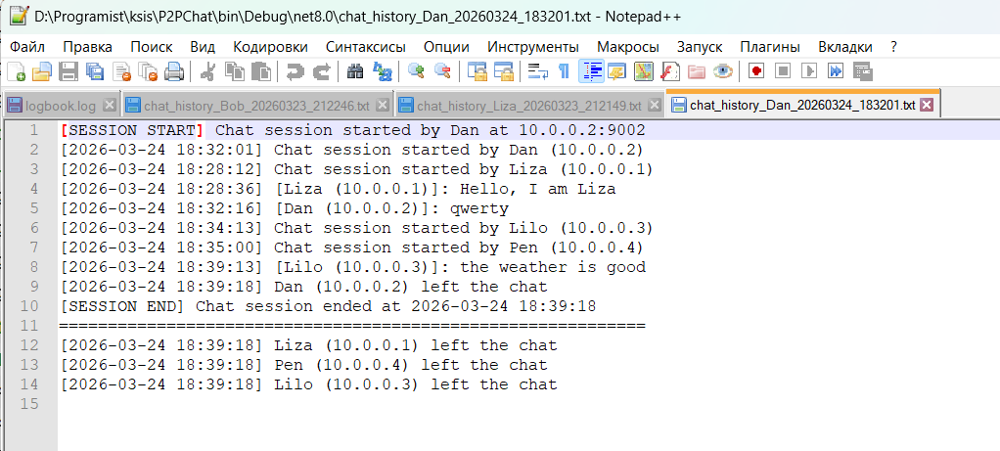 D:\Programist\ksis\P2PChat\bin\Debug\net8.0\chat_history_Dan_20260324_183201.txt - Notepad++
Файл Правка Поиск Вид Кодировки Синтаксисы Опции Инструменты Макросы Запуск Плагины Вкладки ?
logbook.log chat_history_Bob_20260323_212246.txt chat_history_Liza_20260323_212149.txt chat_history_Dan_20260324_183201.txt
1 [SESSION START] Chat session started by Dan at 10.0.0.2:9002
2 [2026-03-24 18:32:01] Chat session started by Dan (10.0.0.2)
3 [2026-03-24 18:28:12] Chat session started by Liza (10.0.0.1)
4 [2026-03-24 18:28:36] [Liza (10.0.0.1)]: Hello, I am Liza
5 [2026-03-24 18:32:16] [Dan (10.0.0.2)]: qwerty
6 [2026-03-24 18:34:13] Chat session started by Lilo (10.0.0.3)
7 [2026-03-24 18:35:00] Chat session started by Pen (10.0.0.4)
8 [2026-03-24 18:39:13] [Lilo (10.0.0.3)]: the weather is good
9 [2026-03-24 18:39:18] Dan (10.0.0.2) left the chat
10 [SESSION END] Chat session ended at 2026-03-24 18:39:18
11 ============================================================
12 [2026-03-24 18:39:18] Liza (10.0.0.1) left the chat
13 [2026-03-24 18:39:18] Pen (10.0.0.4) left the chat
14 [2026-03-24 18:39:18] Lilo (10.0.0.3) left the chat
15